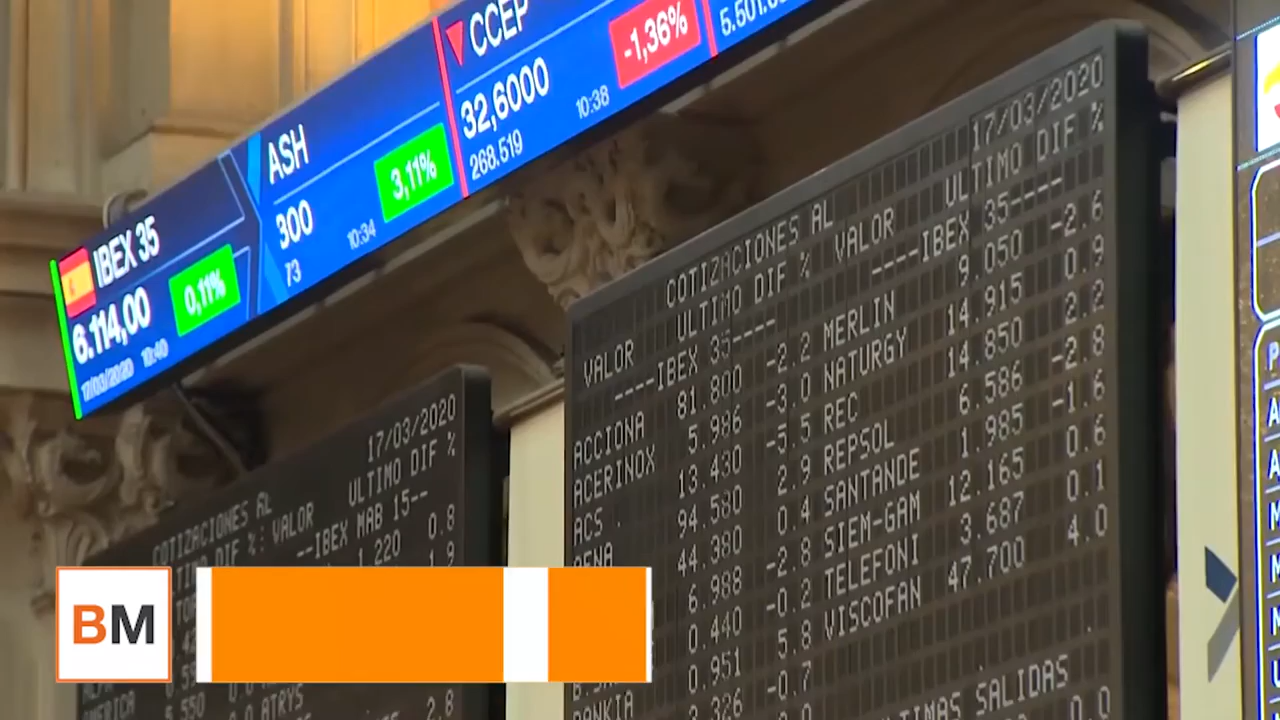 IBEX 35
6.114,00
0,11%
17/03/2020 10:40
ASH
300
3,11%
73
10:34
CCEP
32,6000
-1,36%
268.519
10:38
17/03/2020
COTIZACIONES AL
VALOR ULTIMO DIF % VALOR ULTIMO DIF %
----IBEX 35---- ----IBEX 35----
ACCIONA 81.800 -2.2 MERLIN 9.050 -2.6
ACERINOX 5.986 -3.0 NATURGY 14.915 0.9
ACS 13.430 -5.5 REC 14.850 2.2
AENA 94.580 2.9 REPSOL 6.586 -2.8
44.380 0.4 SANTANDE 1.985 -1.6
6.988 -2.8 SIEM-GAM 12.165 0.6
0.440 -0.2 TELEFONI 3.687 0.1
0.951 5.8 VISCOFAN 47.700 4.0
BANKIA -0.7
SALIDAS
0.0
17/03/2020
COTIZACIONES AL
DIF % VALOR ULTIMO DIF %
--IBEX MAB 15--
1.220 0.8
ATRYS 2.8
BM